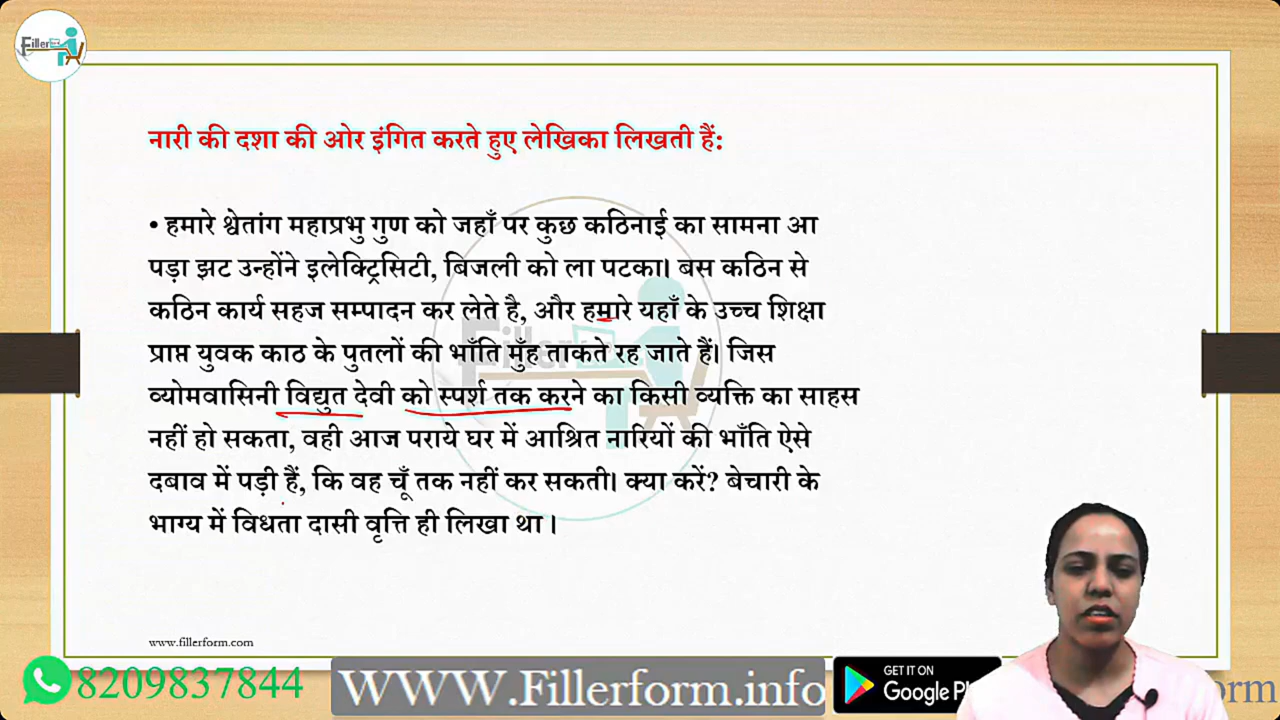 Fillerform
नारी की दशा की ओर इंगित करते हुए लेखिका लिखती हैं:
• हमारे श्वेतांग महाप्रभु गुण को जहाँ पर कुछ कठिनाई का सामना आ
पड़ा झट उन्होंने इलेक्ट्रिसिटी, बिजली को ला पटका। बस कठिन से
कठिन कार्य सहज सम्पादन कर लेते है, और हमारे यहाँ के उच्च शिक्षा
प्राप्त युवक काठ के पुतलों की भाँति मुँह ताकते रह जाते हैं। जिस
व्योमवासिनी विद्युत देवी को स्पर्श तक करने का किसी व्यक्ति का साहस
नहीं हो सकता, वही आज पराये घर में आश्रित नारियों की भाँति ऐसे
दबाव में पड़ी हैं, कि वह चूँ तक नहीं कर सकती। क्या करें? बेचारी के
भाग्य में विधता दासी वृत्ति ही लिखा था।
www.fillerform.com
8209837844
WWW.Fillerform.info
GET IT ON
Google Pl
orm